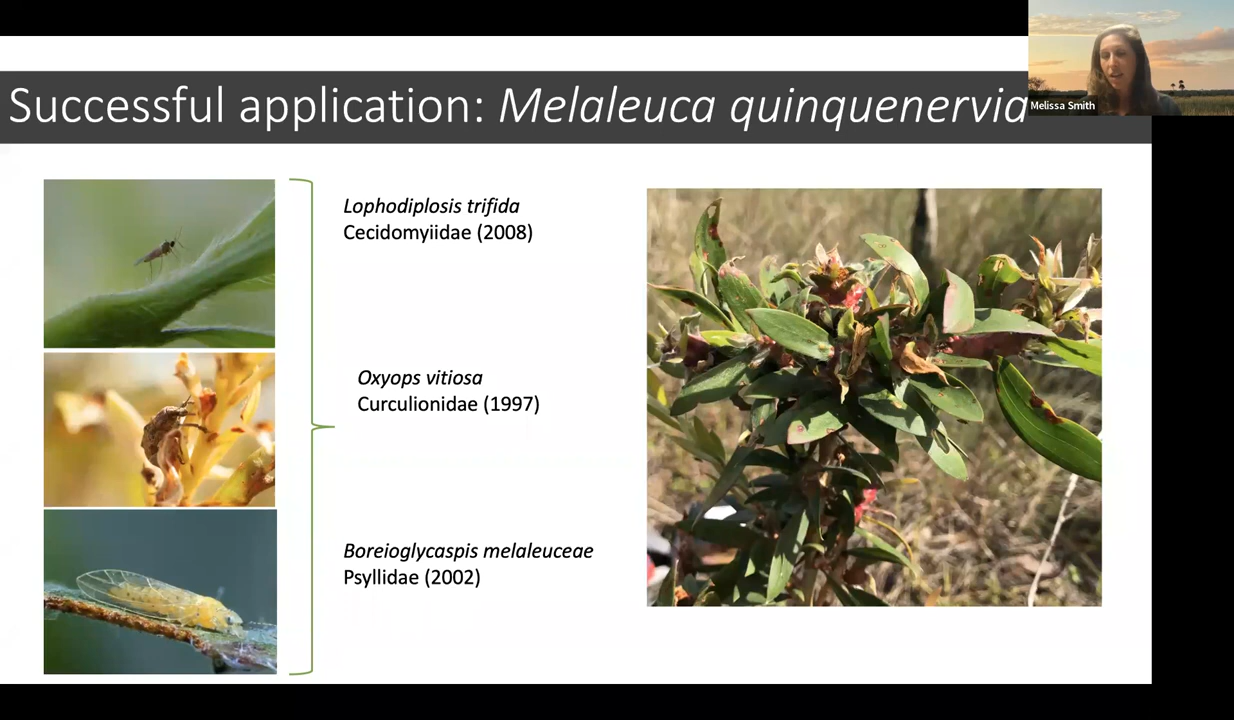 Successful application: Melaleuca quinquenervia
Melissa Smith
Lophodiplosis trifida
Cecidomyiidae (2008)
Oxyops vitiosa
Curculionidae (1997)
Boreioglycaspis melaleuceae
Psyllidae (2002)